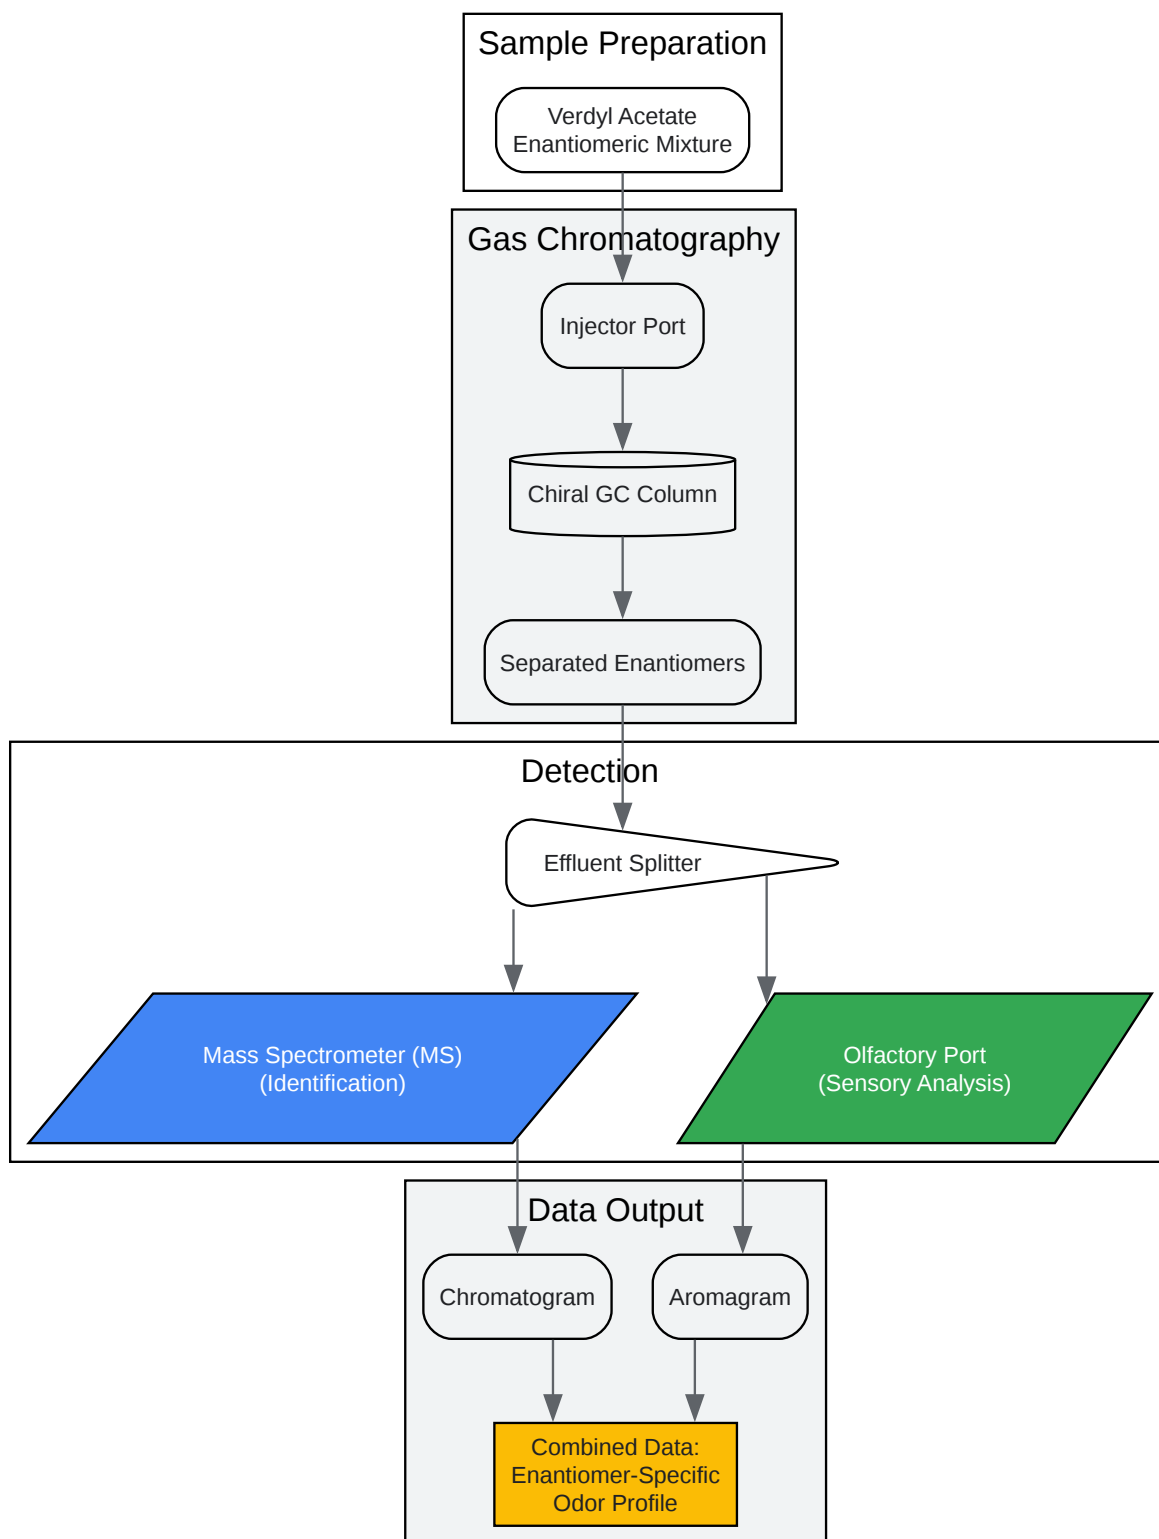 Sample Preparation
Verdyl Acetate
Enantiomeric Mixture
Gas Chromatography
Injector Port
Chiral GC Column
Separated Enantiomers
Detection
Effluent Splitter
Mass Spectrometer (MS)
(Identification)
Olfactory Port
(Sensory Analysis)
Data Output
Chromatogram
Aromagram
Combined Data:
Enantiomer-Specific
Odor Profile